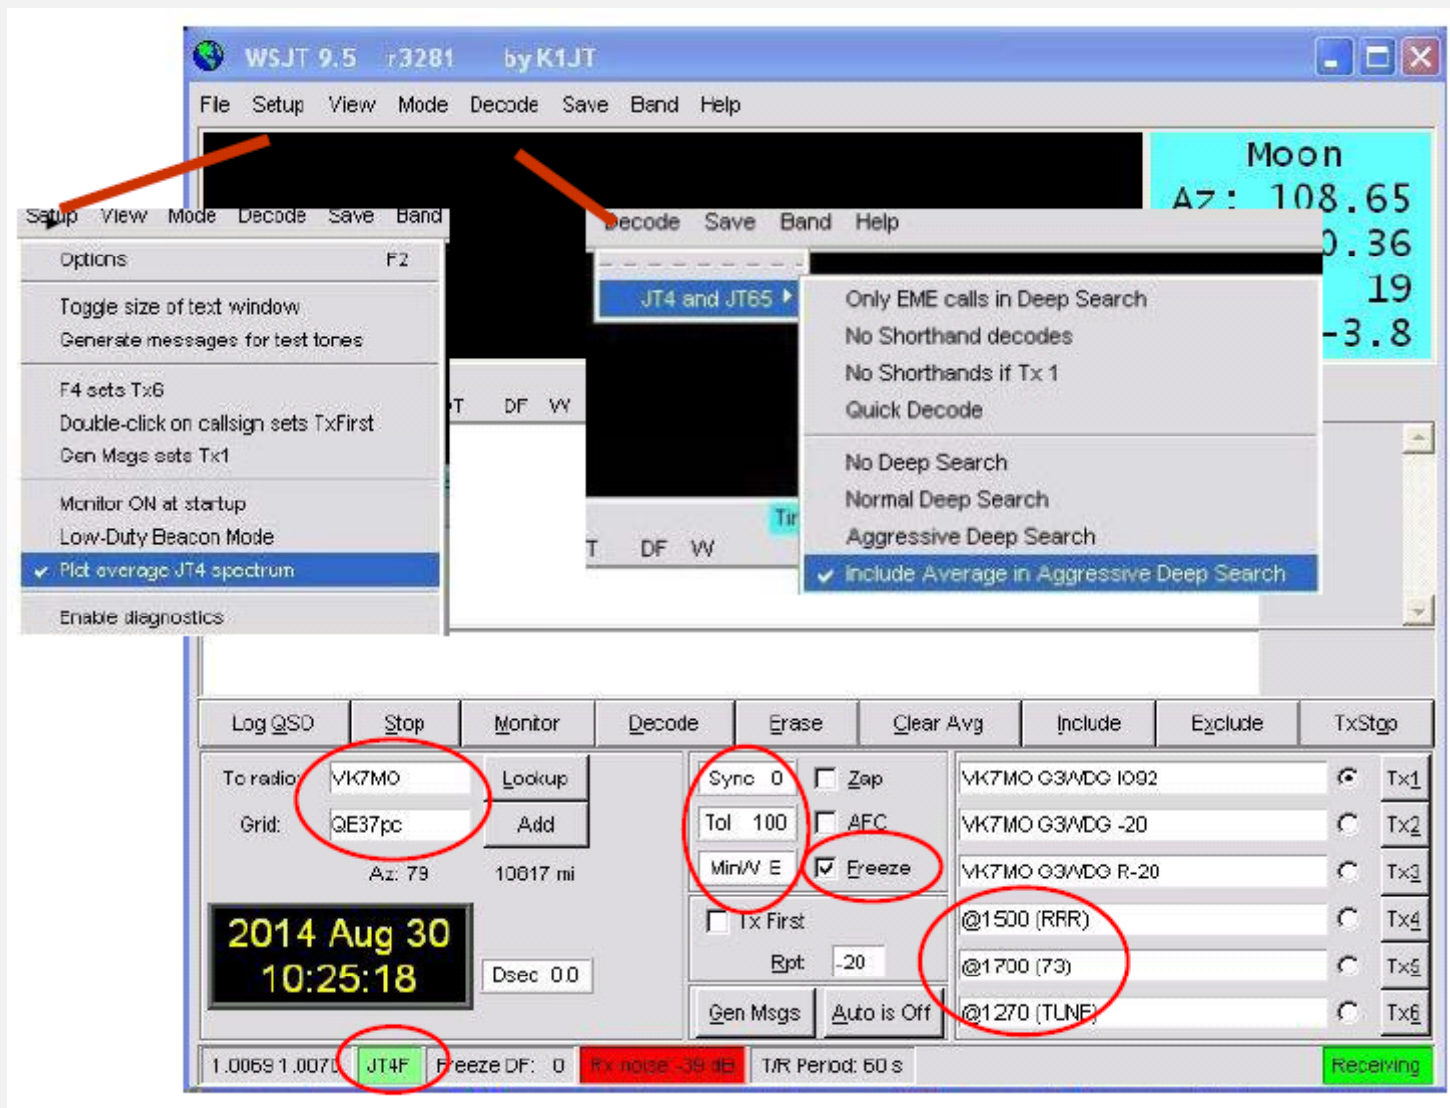 WSJT 9.5 r3281 by K1JT
File Setup View Mode Decode Save Band Help
Moon
Az: 108.65
0.36
19
-3.8
Setup View Mode Decode Save Band
Options F2
Toggle size of text window
Generate messages for test tones
F4 sets Tx6
Double-click on callsign sets TxFirst
Gen Msgs sets Tx1
Monitor ON at startup
Low-Duty Beacon Mode
Plot average JT4 spectrum
Enable diagnostics
Decode Save Band Help
JT4 and JT65
Only EME calls in Deep Search
No Shorthand decodes
No Shorthands if Tx 1
Quick Decode
No Deep Search
Normal Deep Search
Aggressive Deep Search
Include Average in Aggressive Deep Search
T DF W
Tir
T DF W
Log QSO Stop Monitor Decode Erase Clear Avg Include Exclude TxStop
To radio: VK7MO Lookup
Grid: QE37pc Add
Az: 79 10617 mi
2014 Aug 30
10:25:18
Dsec 0.0
Sync 0 Zap
Tol 100 AFC
MinW E Freeze
Tx First
Rpt -20
Gen Msgs Auto is Off
VK7MO G3WDG IO92 Tx1
VK7MO G3WDG -20 Tx2
VK7MO G3WDG R-20 Tx3
@1500 (RRR) Tx4
@1700 (73) Tx5
@1270 (TUNE) Tx6
1.0069 1.0070 JT4F Freeze DF: 0 Rx noise -39 dB T/R Period: 60 s Receiving